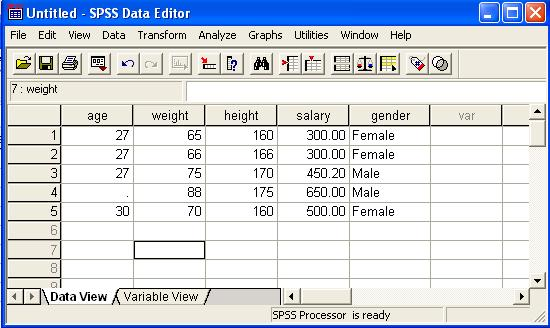 Untitled - SPSS Data Editor
File Edit View Data Transform Analyze Graphs Utilities Window Help
7 : weight
age weight height salary gender var
1 27 65 160 300.00 Female
2 27 66 166 300.00 Female
3 27 75 170 450.20 Male
4 . 88 175 650.00 Male
5 30 70 160 500.00 Female
6
7
8
9
Data View Variable View
SPSS Processor is ready